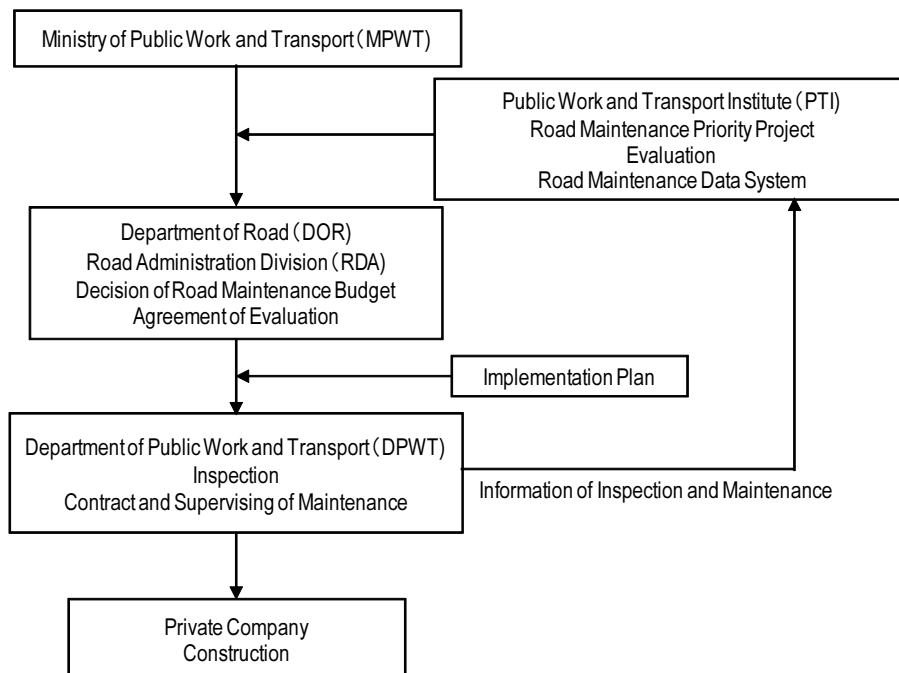 Ministry of Public Work and Transport（MPWT）
Public Work and Transport Institute（PTI）
Road Maintenance Priority Project
Evaluation
Road Maintenance Data System
Department of Road（DOR）
Road Administration Division（RDA）
Decision of Road Maintenance Budget
Agreement of Evaluation
Implementation Plan
Department of Public Work and Transport（DPWT）
Inspection
Contract and Supervising of Maintenance
Information of Inspection and Maintenance
Private Company
Construction